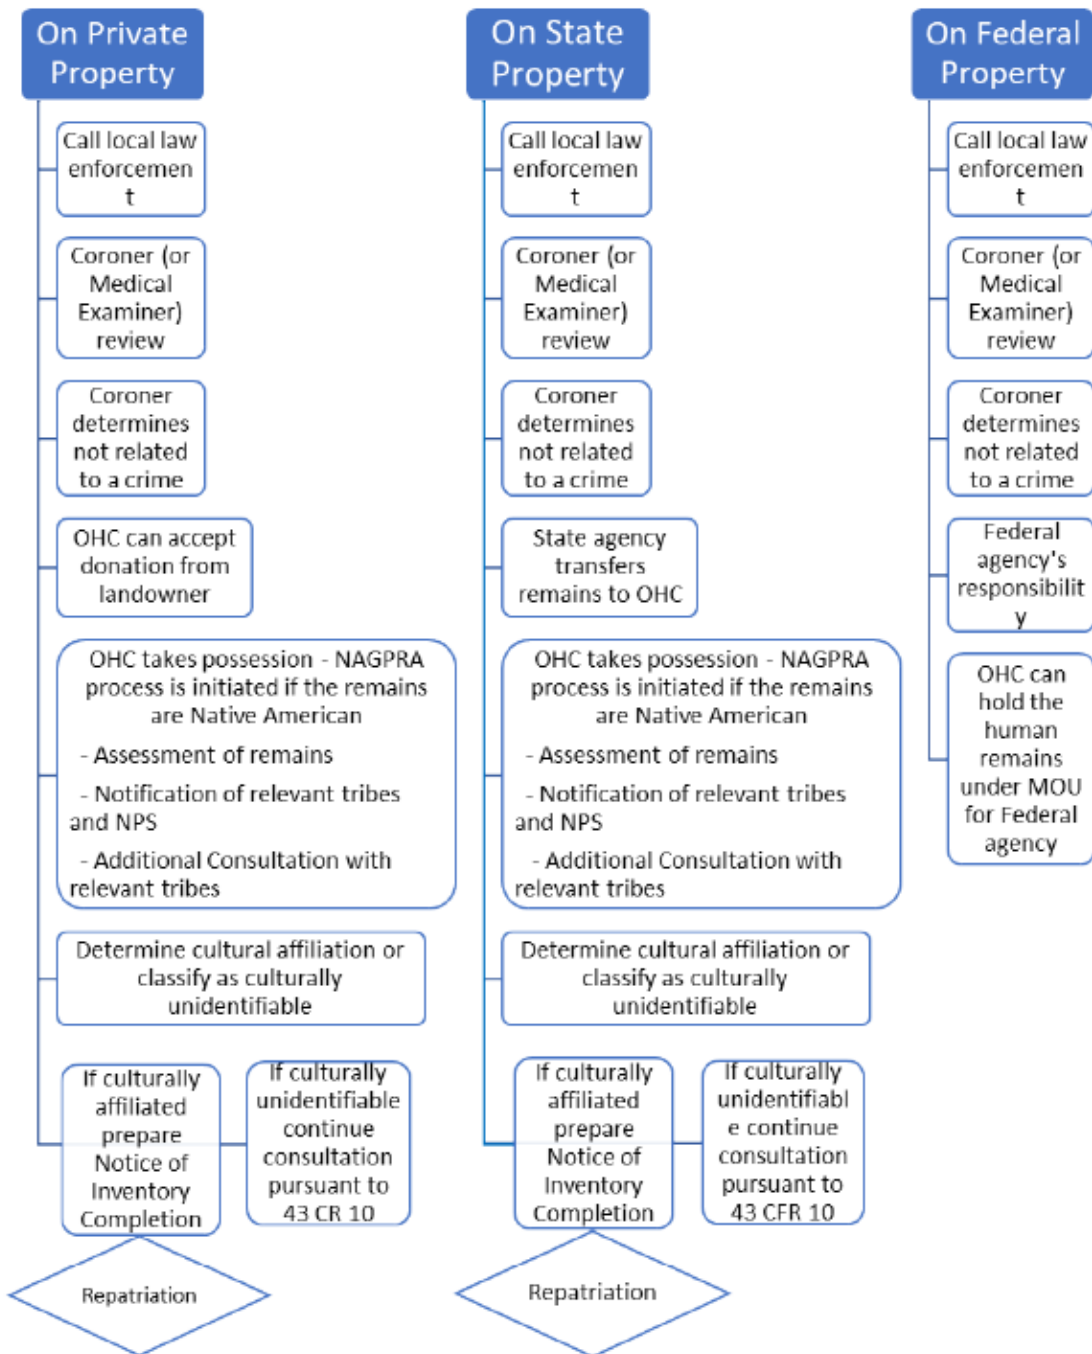 On Private
Property
Call local law
enforcemen
t
Coroner (or
Medical
Examiner)
review
Coroner
determines
not related
to a crime
OHC can accept
donation from
landowner
OHC takes possession - NAGPRA
process is initiated if the remains
are Native American
- Assessment of remains
- Notification of relevant tribes
and NPS
- Additional Consultation with
relevant tribes
Determine cultural affiliation or
classify as culturally
unidentifiable
If culturally
affiliated
prepare
Notice of
Inventory
Completion
If culturally
unidentifiable
continue
consultation
pursuant to
43 CR 10
Repatriation
On State
Property
Call local law
enforcemen
t
Coroner (or
Medical
Examiner)
review
Coroner
determines
not related
to a crime
State agency
transfers
remains to OHC
OHC takes possession - NAGPRA
process is initiated if the remains
are Native American
- Assessment of remains
- Notification of relevant tribes
and NPS
- Additional Consultation with
relevant tribes
Determine cultural affiliation or
classify as culturally
unidentifiable
If culturally
affiliated
prepare
Notice of
Inventory
Completion
If culturally
unidentifiabl
e continue
consultation
pursuant to
43 CFR 10
Repatriation
On Federal
Property
Call local law
enforcemen
t
Coroner (or
Medical
Examiner)
review
Coroner
determines
not related
to a crime
Federal
agency's
responsibilit
y
OHC can
hold the
human
remains
under MOU
for Federal
agency